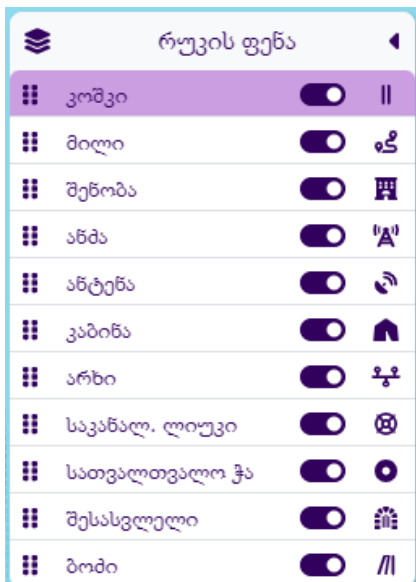 რუკის ფენა
კოშკი
მილი
შენობა
ანძა
ანტენა
კაბინა
არხი
საკანალ. ლიუკი
სათვალთვალო ჭა
შესასვლელი
ბოძი